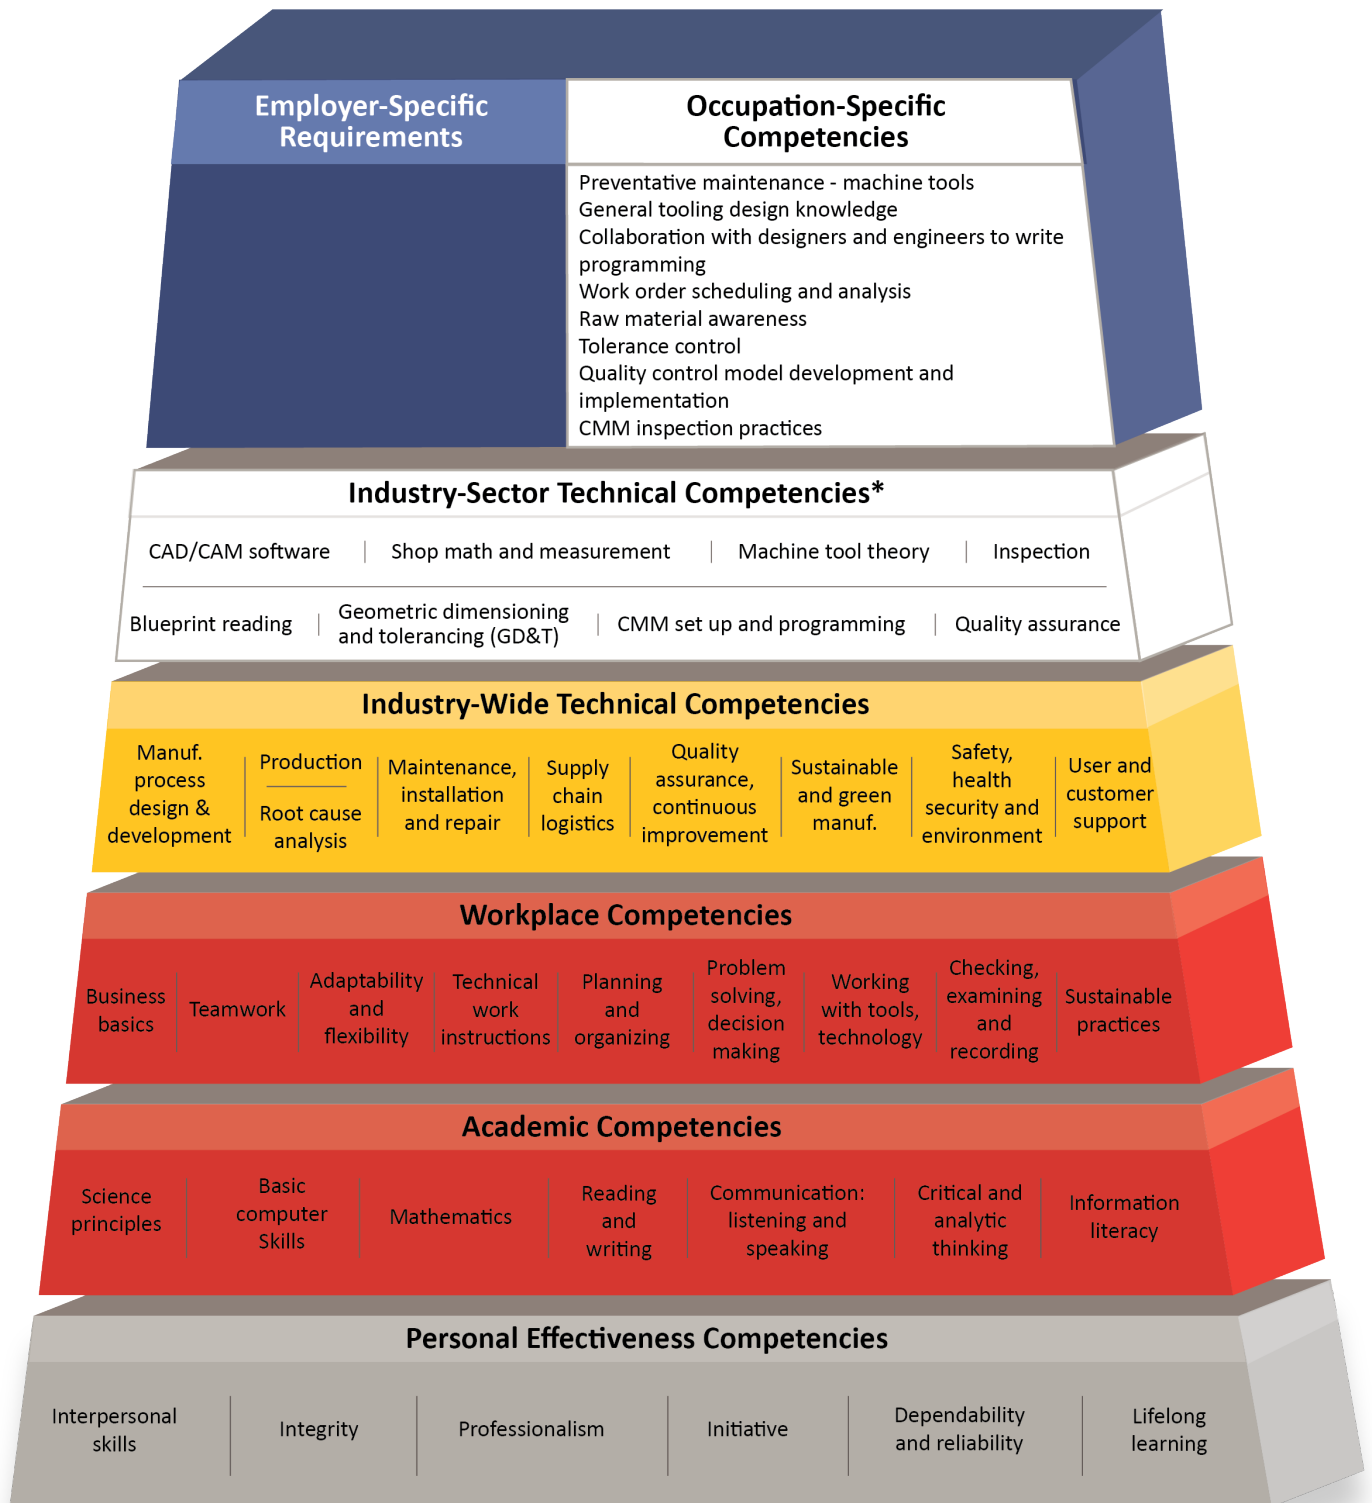 Employer-Specific
Requirements
Occupation-Specific
Competencies
Preventative maintenance - machine tools
General tooling design knowledge
Collaboration with designers and engineers to write
programming
Work order scheduling and analysis
Raw material awareness
Tolerance control
Quality control model development and
implementation
CMM inspection practices
Industry-Sector Technical Competencies*
CAD/CAM software
Shop math and measurement
Machine tool theory
Inspection
Blueprint reading
Geometric dimensioning
and tolerancing (GD&T)
CMM set up and programming
Quality assurance
Industry-Wide Technical Competencies
Manuf.
process
design &
development
Production
Root cause
analysis
Maintenance,
installation
and repair
Supply
chain
logistics
Quality
assurance,
continuous
improvement
Sustainable
and green
manuf.
Safety,
health
security and
environment
User and
customer
support
Workplace Competencies
Business
basics
Teamwork
Adaptability
and
flexibility
Technical
work
instructions
Planning
and
organizing
Problem
solving,
decision
making
Working
with tools,
technology
Checking,
examining
and
recording
Sustainable
practices
Academic Competencies
Science
principles
Basic
computer
Skills
Mathematics
Reading
and
writing
Communication:
listening and
speaking
Critical and
analytic
thinking
Information
literacy
Personal Effectiveness Competencies
Interpersonal
skills
Integrity
Professionalism
Initiative
Dependability
and reliability
Lifelong
learning